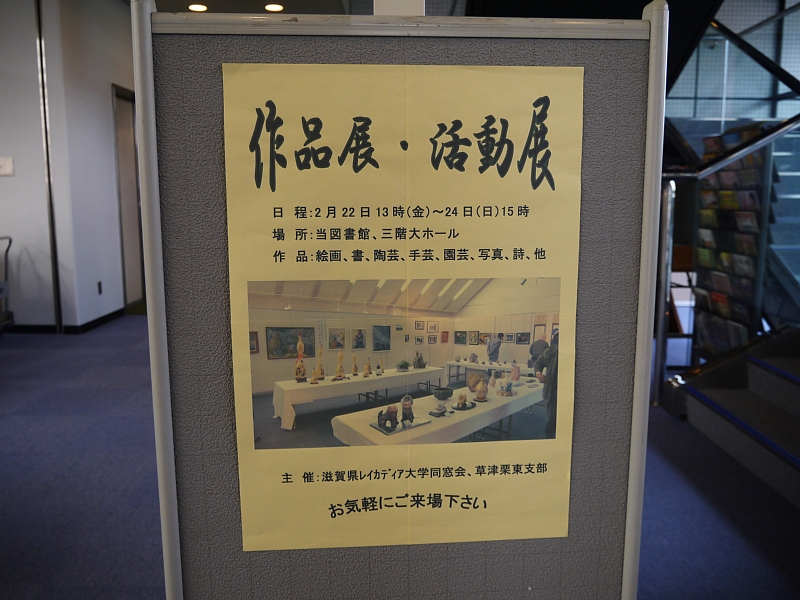 作品展・活動展
日 程:2月22日13時(金)～24日(日)15時
場 所:当図書館、三階大ホール
作 品:絵画、書、陶芸、手芸、園芸、写真、詩、他
主 催:滋賀県ﾚｲｶﾃﾞｨｱ大学同窓会、草津栗東支部
お気軽にご来場下さい